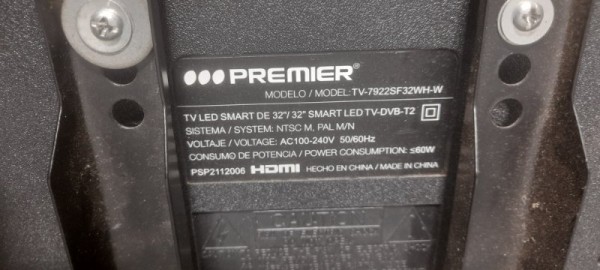 PREMIER
MODELO / MODEL: TV-7922SF32WH-W
TV LED SMART DE 32"/ 32" SMART LED TV-DVB-T2
SISTEMA / SYSTEM: NTSC M, PAL M/N
VOLTAJE / VOLTAGE: AC100-240V 50/60Hz
CONSUMO DE POTENCIA / POWER CONSUMPTION: ≤60W
PSP2112006 HDMI HECHO EN CHINA / MADE IN CHINA
CAUTION